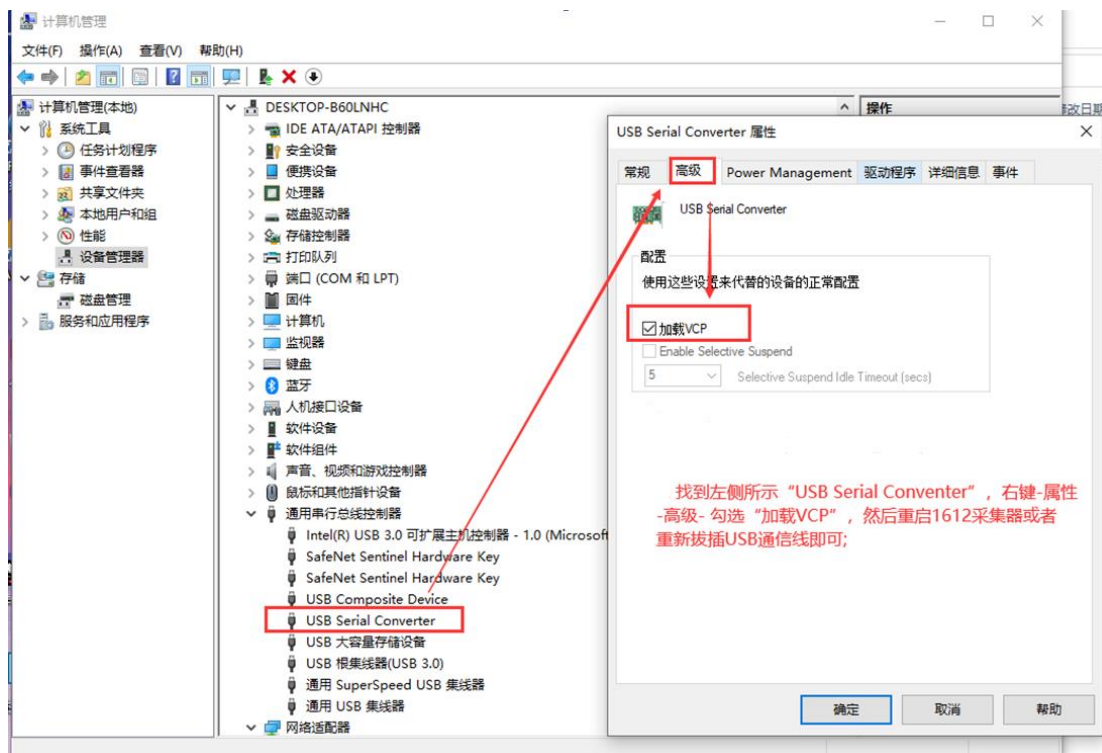 计算机管理
文件(F) 操作(A) 查看(V) 帮助(H)
计算机管理(本地)
系统工具
任务计划程序
事件查看器
共享文件夹
本地用户和组
性能
设备管理器
存储
磁盘管理
服务和应用程序
DESKTOP-B60LNHC
IDE ATA/ATAPI 控制器
安全设备
便携设备
处理器
磁盘驱动器
存储控制器
打印队列
端口 (COM 和 LPT)
固件
计算机
监视器
键盘
蓝牙
人机接口设备
软件设备
软件组件
声音、视频和游戏控制器
鼠标和其他指针设备
通用串行总线控制器
Intel(R) USB 3.0 可扩展主机控制器 - 1.0 (Microsoft
SafeNet Sentinel Hardware Key
SafeNet Sentinel Hardware Key
USB Composite Device
USB Serial Converter
USB 大容量存储设备
USB 根集线器(USB 3.0)
通用 SuperSpeed USB 集线器
通用 USB 集线器
网络适配器
操作
USB Serial Converter 属性
常规 高级 Power Management 驱动程序 详细信息 事件
USB Serial Converter
配置
使用这些设置来代替的设备的正常配置
加载VCP
Enable Selective Suspend
5 Selective Suspend Idle Timeout (secs)
找到左侧所示“USB Serial Conventer”，右键-属性
-高级- 勾选“加载VCP”，然后重启1612采集器或者
重新拔插USB通信线即可;
确定 取消 帮助